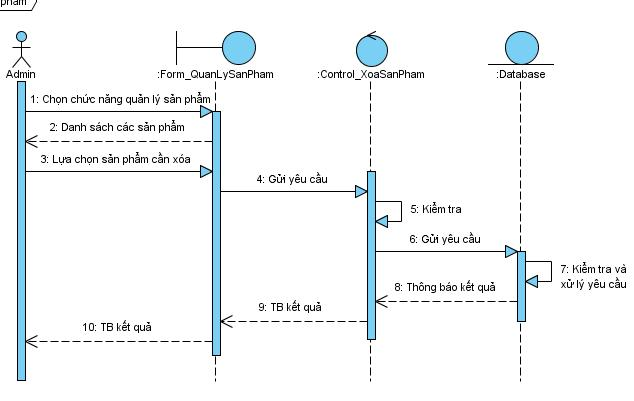 phẩm
Admin
:Form_QuanLySanPham
:Control_XoaSanPham
:Database
1: Chọn chức năng quản lý sản phẩm
2: Danh sách các sản phẩm
3: Lựa chọn sản phẩm cần xóa
4: Gửi yêu cầu
5: Kiểm tra
6: Gửi yêu cầu
7: Kiểm tra và
xử lý yêu cầu
8: Thông báo kết quả
9: TB kết quả
10: TB kết quả